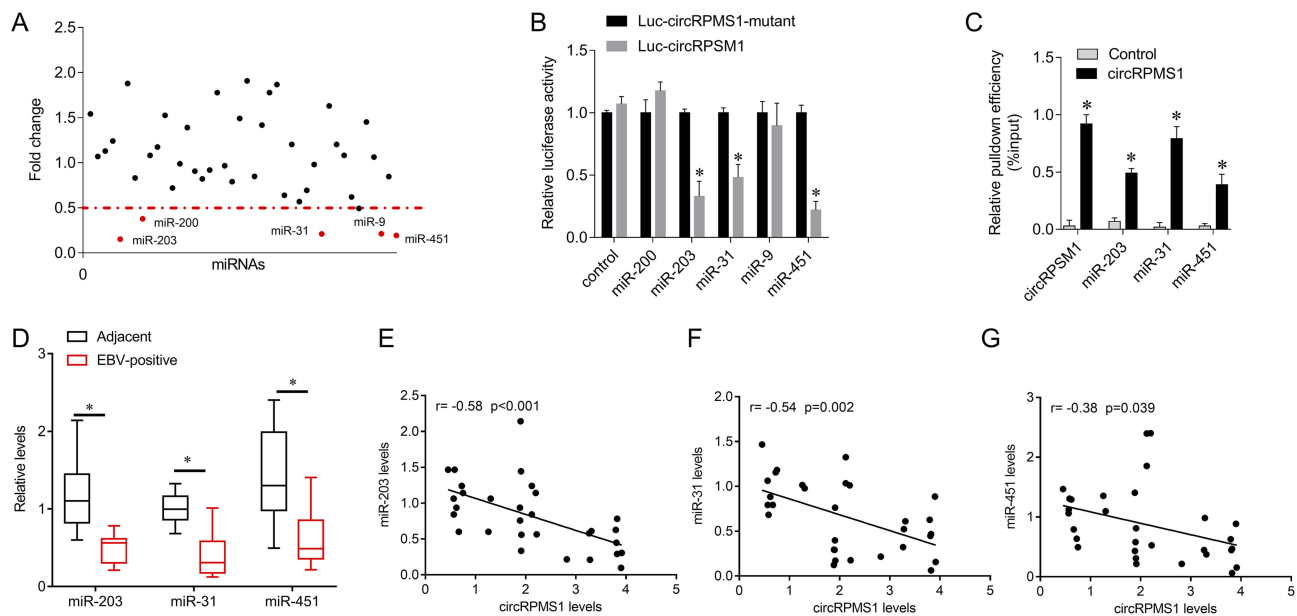 A
Fold change
2.5
2.0
1.5
1.0
0.5
0.0
miR-200
miR-203
miR-31
miR-9
miR-451
0
miRNAs
B
Luc-circRPMS1-mutant
Luc-circRPSM1
Relative luciferase activity
1.5
1.0
0.5
0.0
*
*
*
control
miR-200
miR-203
miR-31
miR-9
miR-451
C
Control
circRPMS1
Relative pulldown efficiency
(%input)
1.5
1.0
0.5
0.0
*
*
*
*
circRPSM1
miR-203
miR-31
miR-451
D
Adjacent
EBV-positive
Relative levels
3
2
1
0
*
*
*
miR-203
miR-31
miR-451
E
r= -0.58 p<0.001
miR-203 levels
2.5
2.0
1.5
1.0
0.5
0.0
0 1 2 3 4 5
circRPMS1 levels
F
r= -0.54 p=0.002
miR-31 levels
2.0
1.5
1.0
0.5
0.0
0 1 2 3 4 5
circRPMS1 levels
G
r= -0.38 p=0.039
miR-451 levels
3
2
1
0
0 1 2 3 4 5
circRPMS1 levels